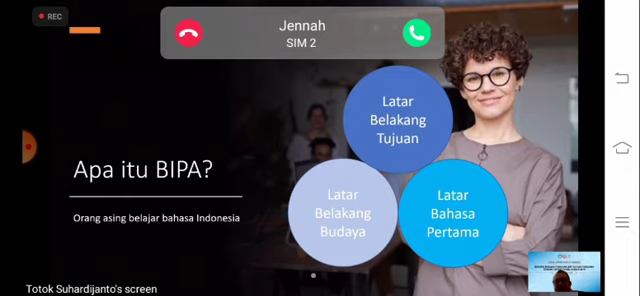 REC
Jennah
SIM 2
Apa itu BIPA?
Orang asing belajar bahasa Indonesia
Latar
Belakang
Tujuan
Latar
Belakang
Budaya
Latar
Bahasa
Pertama
Totok Suhardijanto's screen